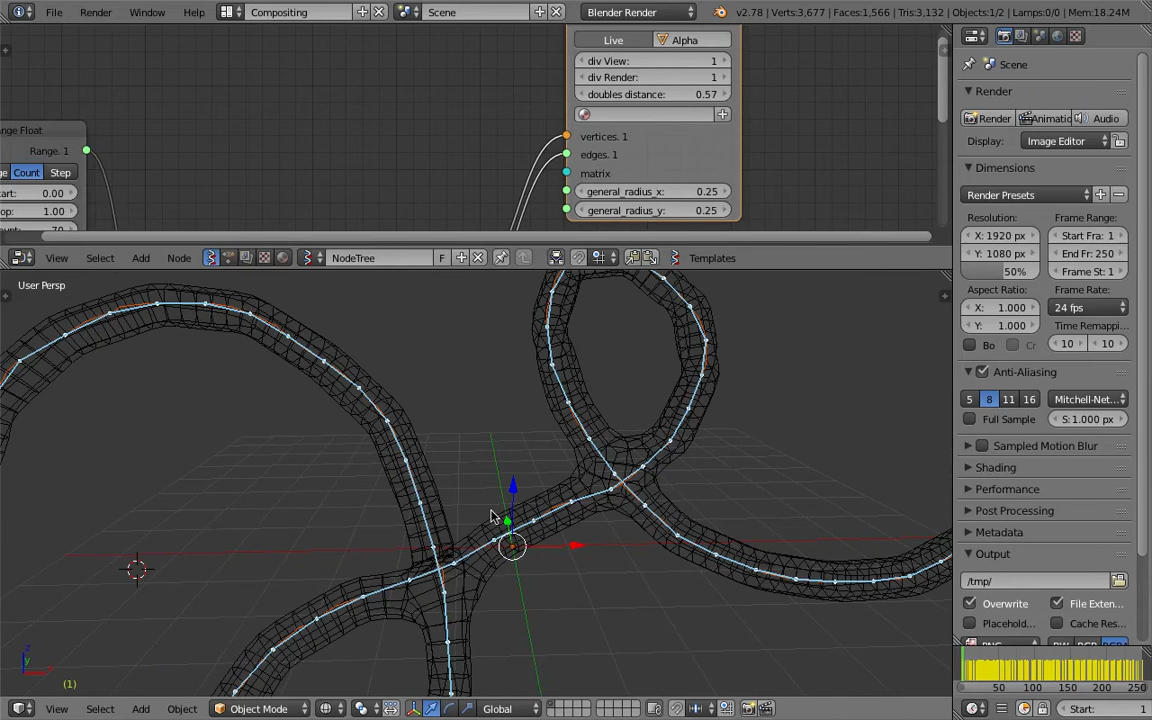 File Render Window Help Compositing Scene Blender Render v2.78 | Verts:3,677 | Faces:1,566 | Tris:3,132 | Objects:1/2 | Lamps:0/0 | Mem:18.24M
Live Alpha
div View: 1
div Render: 1
doubles distance: 0.57
vertices. 1
edges. 1
matrix
general_radius_x: 0.25
general_radius_y: 0.25
nge Float
Range. 1
Count Step
0.00
1.00
View Select Add Node NodeTree F Templates
User Persp
(1)
View Select Add Object Object Mode Global
Scene
Render
Render Animatic Audio
Display: Image Editor
Dimensions
Render Presets
Resolution: Frame Range:
X: 1920 px Start Fra: 1
Y: 1080 px End Fr: 250
50% Frame St: 1
Aspect Ratio: Frame Rate:
X: 1.000 24 fps
Y: 1.000 Time Remappi...
Bo Cr 10 10
Anti-Aliasing
5 8 11 16 Mitchell-Net...
Full Sample S: 1.000 px
Sampled Motion Blur
Shading
Performance
Post Processing
Metadata
Output
/tmp/
Overwrite File Exten...
Placehold... Cache Res...
50 100 150 200 250
Start: 1